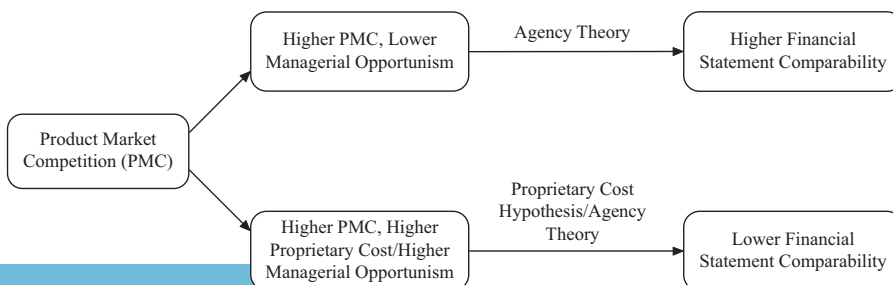 Higher PMC, Lower
Managerial Opportunism
Agency Theory
Higher Financial
Statement Comparability
Product Market
Competition (PMC)
Higher PMC, Higher
Proprietary Cost/Higher
Managerial Opportunism
Proprietary Cost
Hypothesis/Agency
Theory
Lower Financial
Statement Comparability